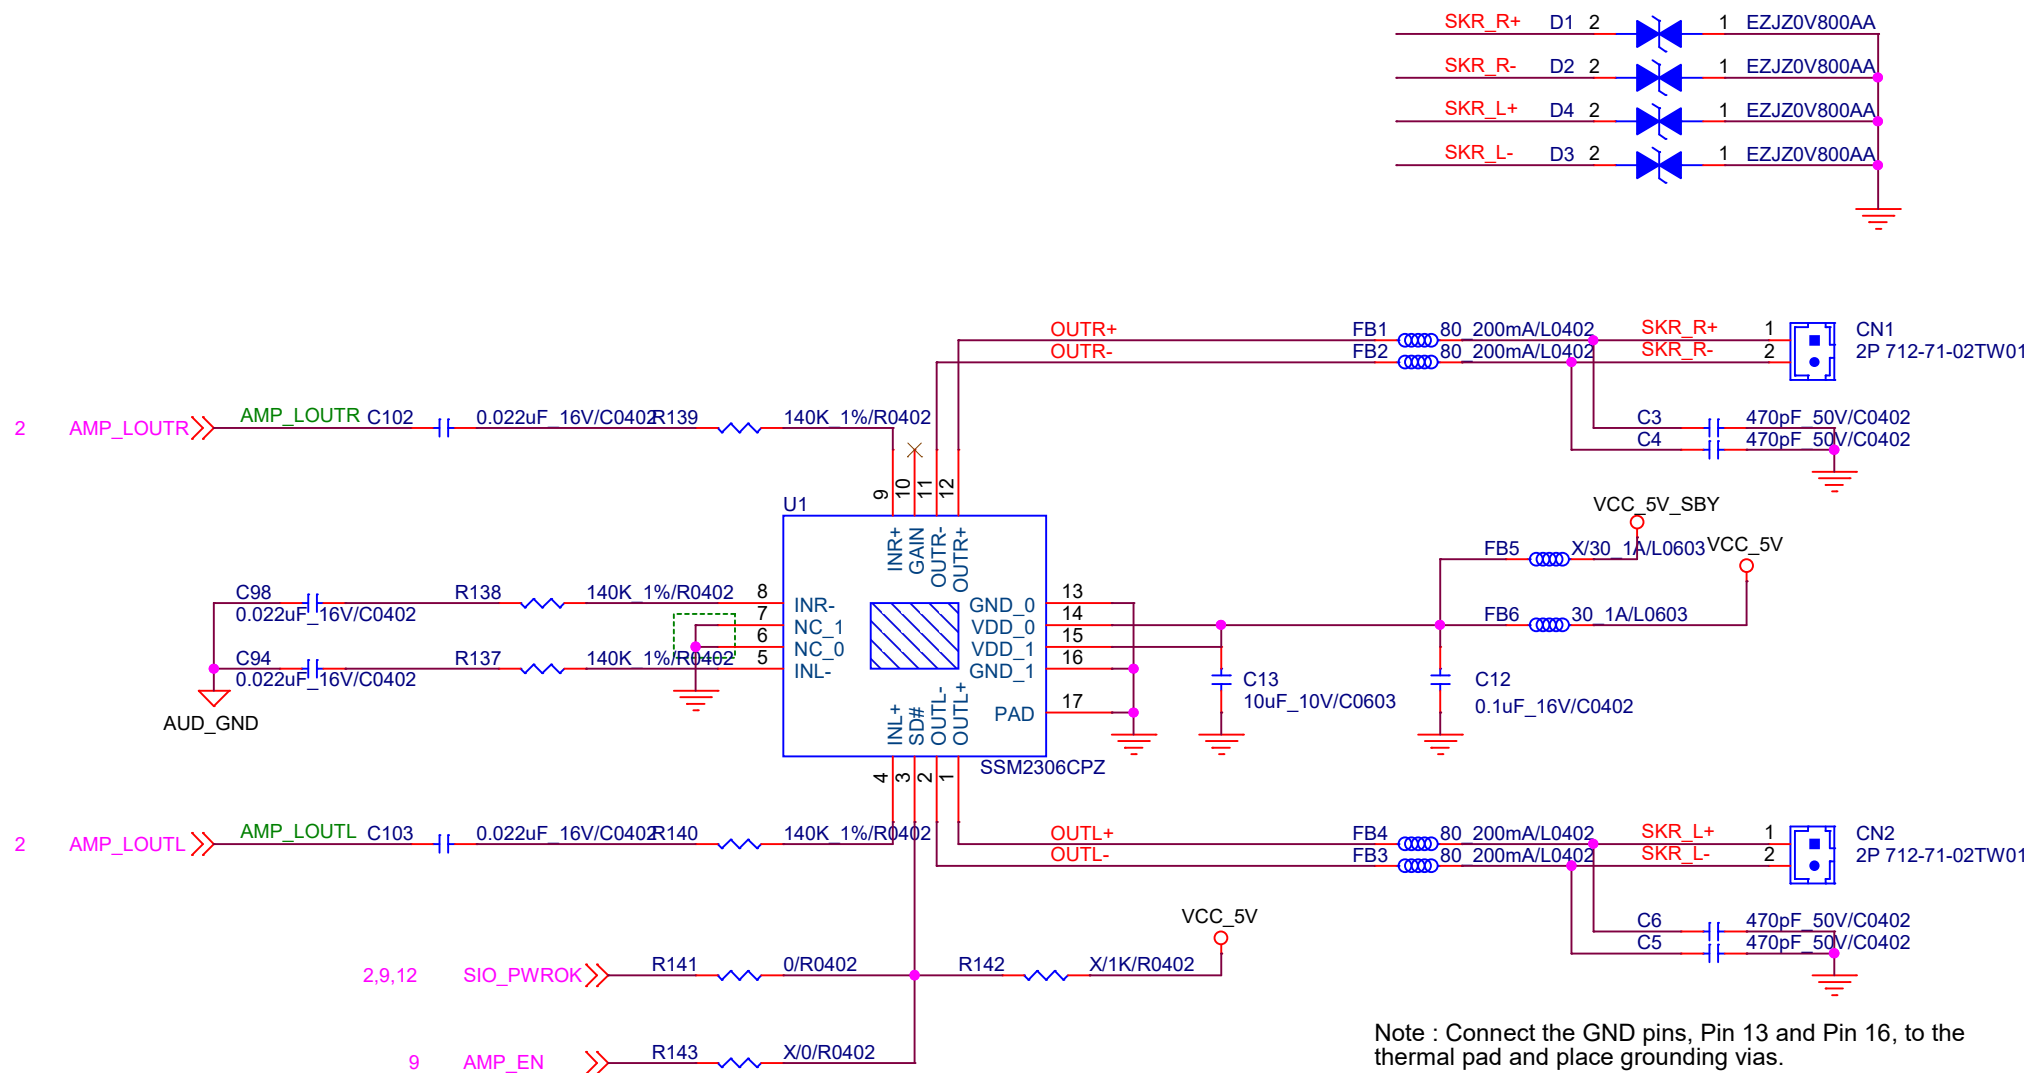 SKR_R+ D1 2 1 EZJZ0V800AA
SKR_R- D2 2 1 EZJZ0V800AA
SKR_L+ D4 2 1 EZJZ0V800AA
SKR_L- D3 2 1 EZJZ0V800AA
OUTR+ FB1 80_200mA/L0402 SKR_R+ 1 CN1
OUTR- FB2 80_200mA/L0402 SKR_R- 2 2P 712-71-02TW01
2 AMP_LOUTR AMP_LOUTR C102 0.022uF_16V/C0402 R139 140K_1%/R0402
C3 470pF_50V/C0402
C4 470pF_50V/C0402
9 10 11 12
U1
VCC_5V_SBY
INR+ GAIN OUTR- OUTR+
FB5 X/30_1A/L0603 VCC_5V
C98 R138 140K_1%/R0402 8 INR- GND_0 13
0.022uF_16V/C0402
7 NC_1 VDD_0 14 FB6 30_1A/L0603
6 NC_0 VDD_1 15
C94 R137 140K_1%/R0402 5 INL- GND_1 16
0.022uF_16V/C0402
C13 C12
10uF_10V/C0603 0.1uF_16V/C0402
PAD 17
AUD_GND
INL+ SD# OUTL- OUTL+
SSM2306CPZ
4 3 2 1
2 AMP_LOUTL AMP_LOUTL C103 0.022uF_16V/C0402 R140 140K_1%/R0402
OUTL+ FB4 80_200mA/L0402 SKR_L+ 1 CN2
OUTL- FB3 80_200mA/L0402 SKR_L- 2 2P 712-71-02TW01
VCC_5V
C6 470pF_50V/C0402
C5 470pF_50V/C0402
2,9,12 SIO_PWROK R141 0/R0402 R142 X/1K/R0402
9 AMP_EN R143 X/0/R0402
Note : Connect the GND pins, Pin 13 and Pin 16, to the
thermal pad and place grounding vias.